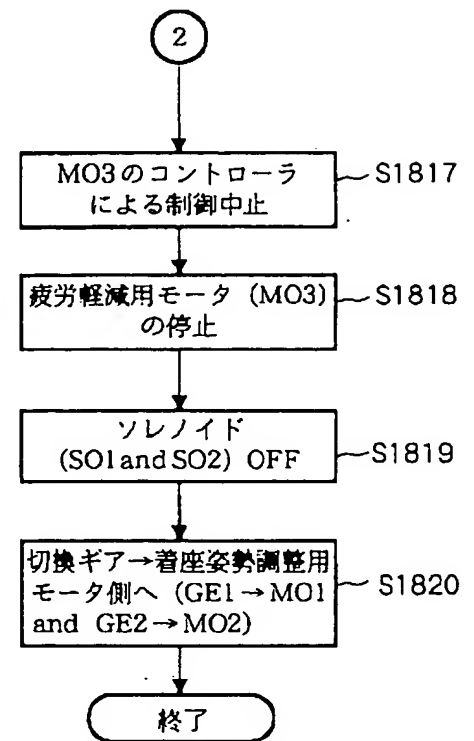 2
MO3のコントローラ
による制御中止
S1817
疲労軽減用モータ (MO3)
の停止
S1818
ソレノイド
(SO1andSO2) OFF
S1819
切換ギア→着座姿勢調整用
モータ側へ (GE1→MO1
and GE2→MO2)
S1820
終了